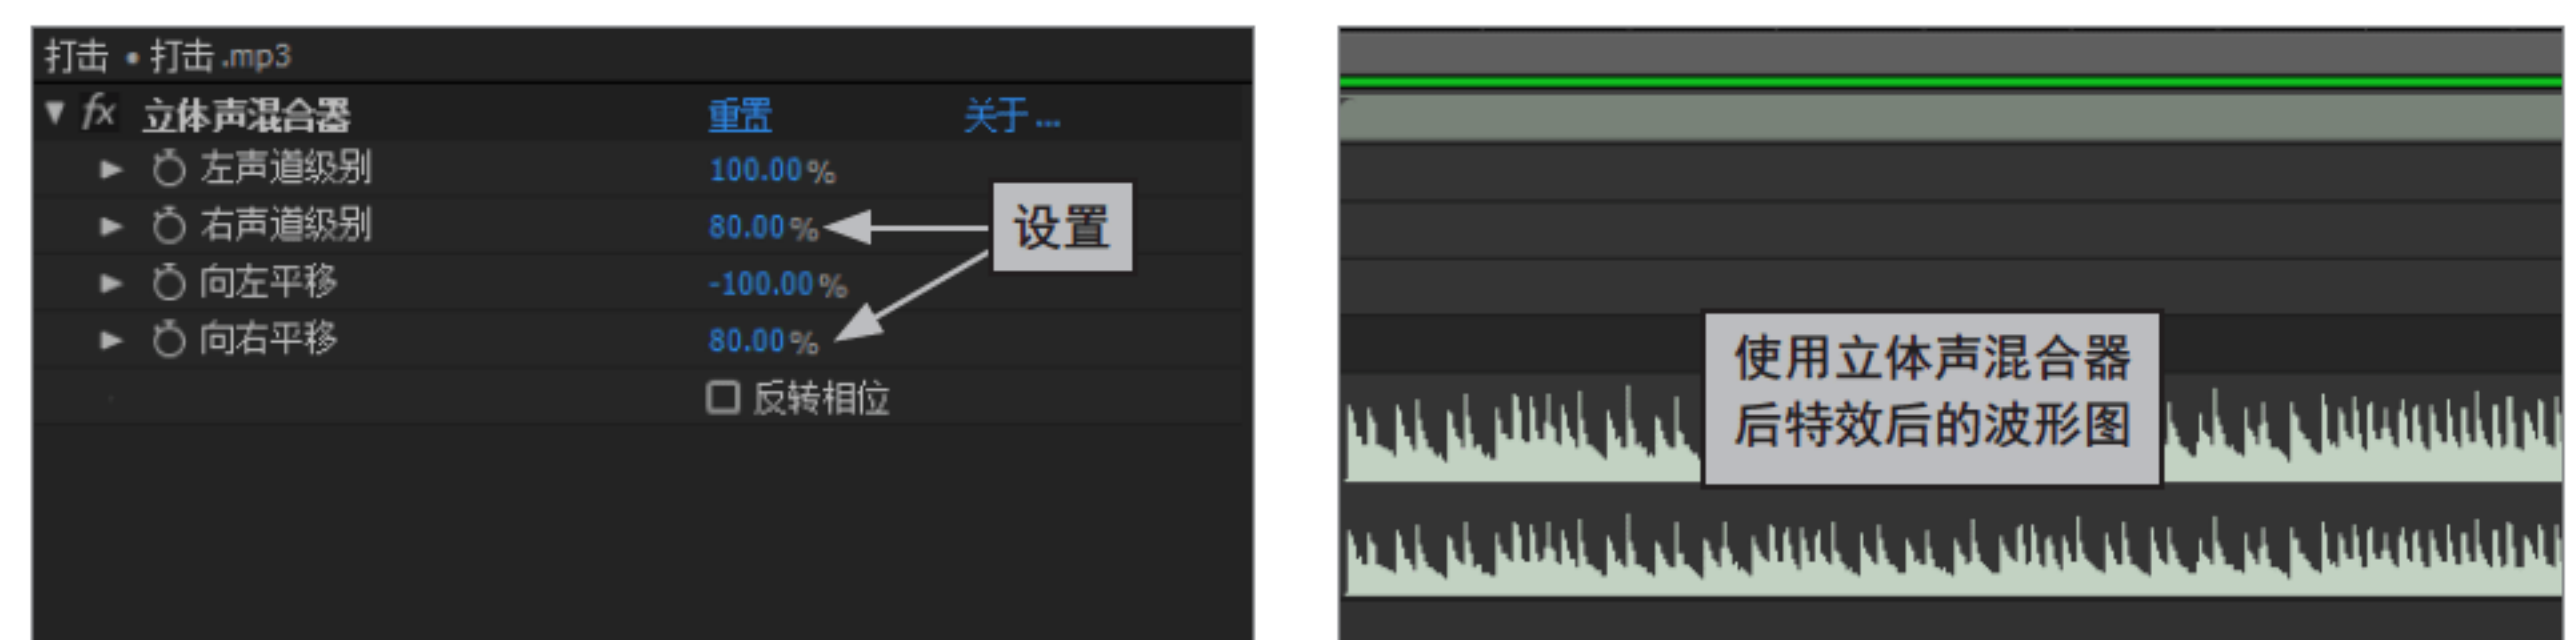 打击 • 打击.mp3
fx 立体声混合器 重置 关于...
左声道级别 100.00%
右声道级别 80.00%
向左平移 -100.00%
向右平移 80.00%
反转相位
设置
使用立体声混合器
后特效后的波形图